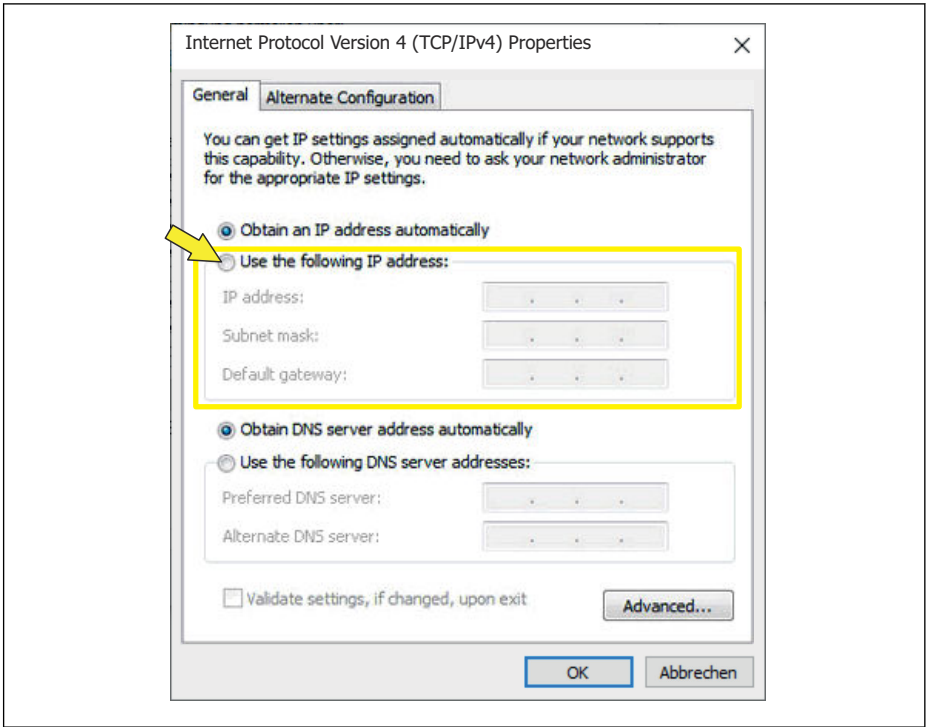 Internet Protocol Version 4 (TCP/IPv4) Properties
General
Alternate Configuration
You can get IP settings assigned automatically if your network supports
this capability. Otherwise, you need to ask your network administrator
for the appropriate IP settings.
Obtain an IP address automatically
Use the following IP address:
IP address:
Subnet mask:
Default gateway:
Obtain DNS server address automatically
Use the following DNS server addresses:
Preferred DNS server:
Alternate DNS server:
Validate settings, if changed, upon exit
Advanced...
OK
Abbrechen